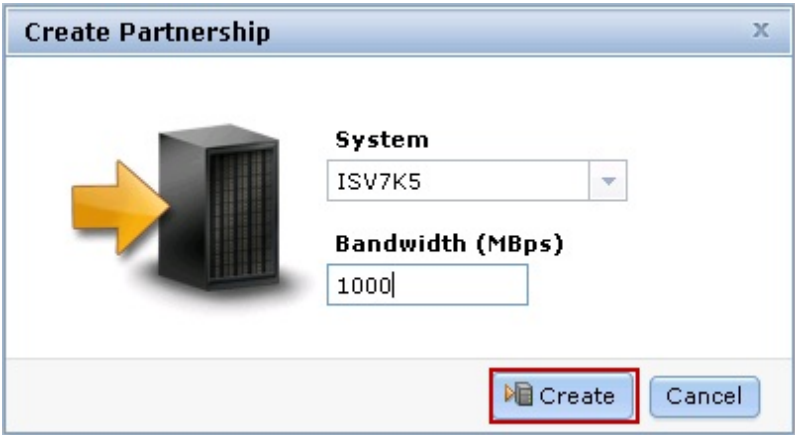 Create Partnership
x
System
ISV7K5
Bandwidth (MBps)
1000
Create
Cancel